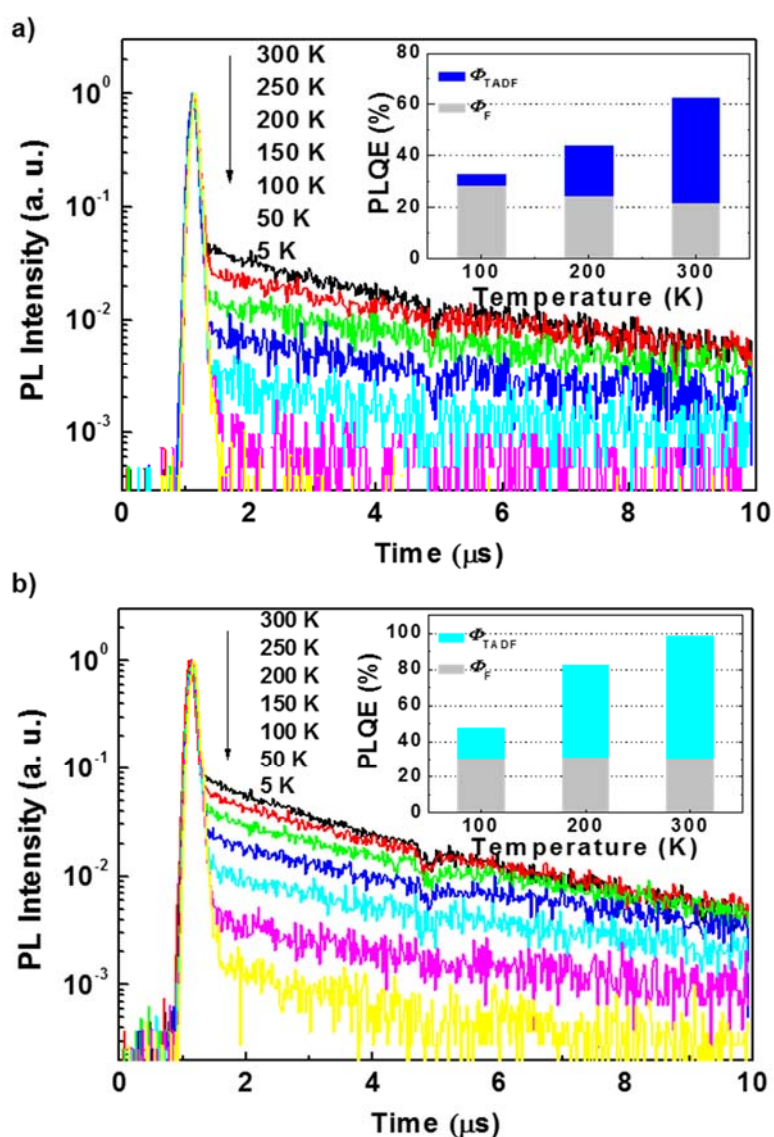 a)
300 K
250 K
200 K
150 K
100 K
50 K
5 K
PL Intensity (a. u.)
10⁰
10⁻¹
10⁻²
10⁻³
0 2 4 6 8 10
Time (μs)
PLQE (%)
80
60
40
20
0
Φ_TADF
Φ_F
100 200 300
Temperature (K)
b)
300 K
250 K
200 K
150 K
100 K
50 K
5 K
PL Intensity (a. u.)
10⁰
10⁻¹
10⁻²
10⁻³
0 2 4 6 8 10
Time (μs)
PLQE (%)
100
80
60
40
20
0
Φ_TADF
Φ_F
100 200 300
Temperature (K)